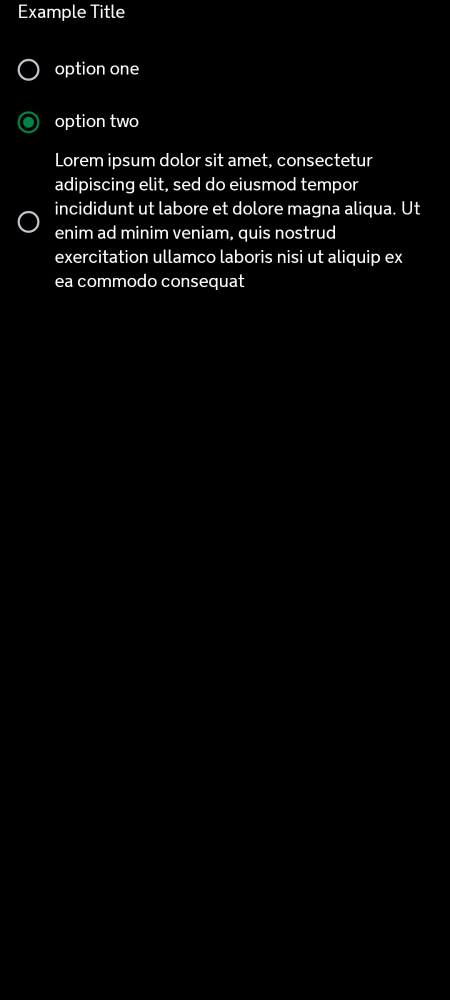 Example Title
option one
option two
Lorem ipsum dolor sit amet, consectetur
adipiscing elit, sed do eiusmod tempor
incididunt ut labore et dolore magna aliqua. Ut
enim ad minim veniam, quis nostrud
exercitation ullamco laboris nisi ut aliquip ex
ea commodo consequat